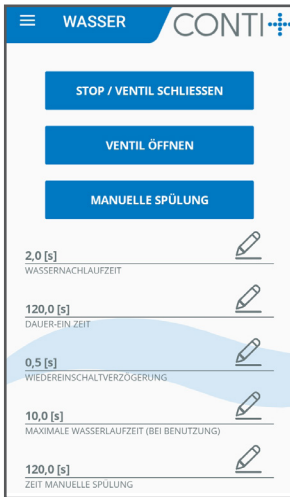 WASSER CONTI+
STOP / VENTIL SCHLIESSEN
VENTIL ÖFFNEN
MANUELLE SPÜLUNG
2,0 [s]
WASSERNACHLAUFZEIT
120,0 [s]
DAUER-EIN ZEIT
0,5 [s]
WIEDEREINSCHALTVERZÖGERUNG
10,0 [s]
MAXIMALE WASSERLAUFZEIT (BEI BENUTZUNG)
120,0 [s]
ZEIT MANUELLE SPÜLUNG